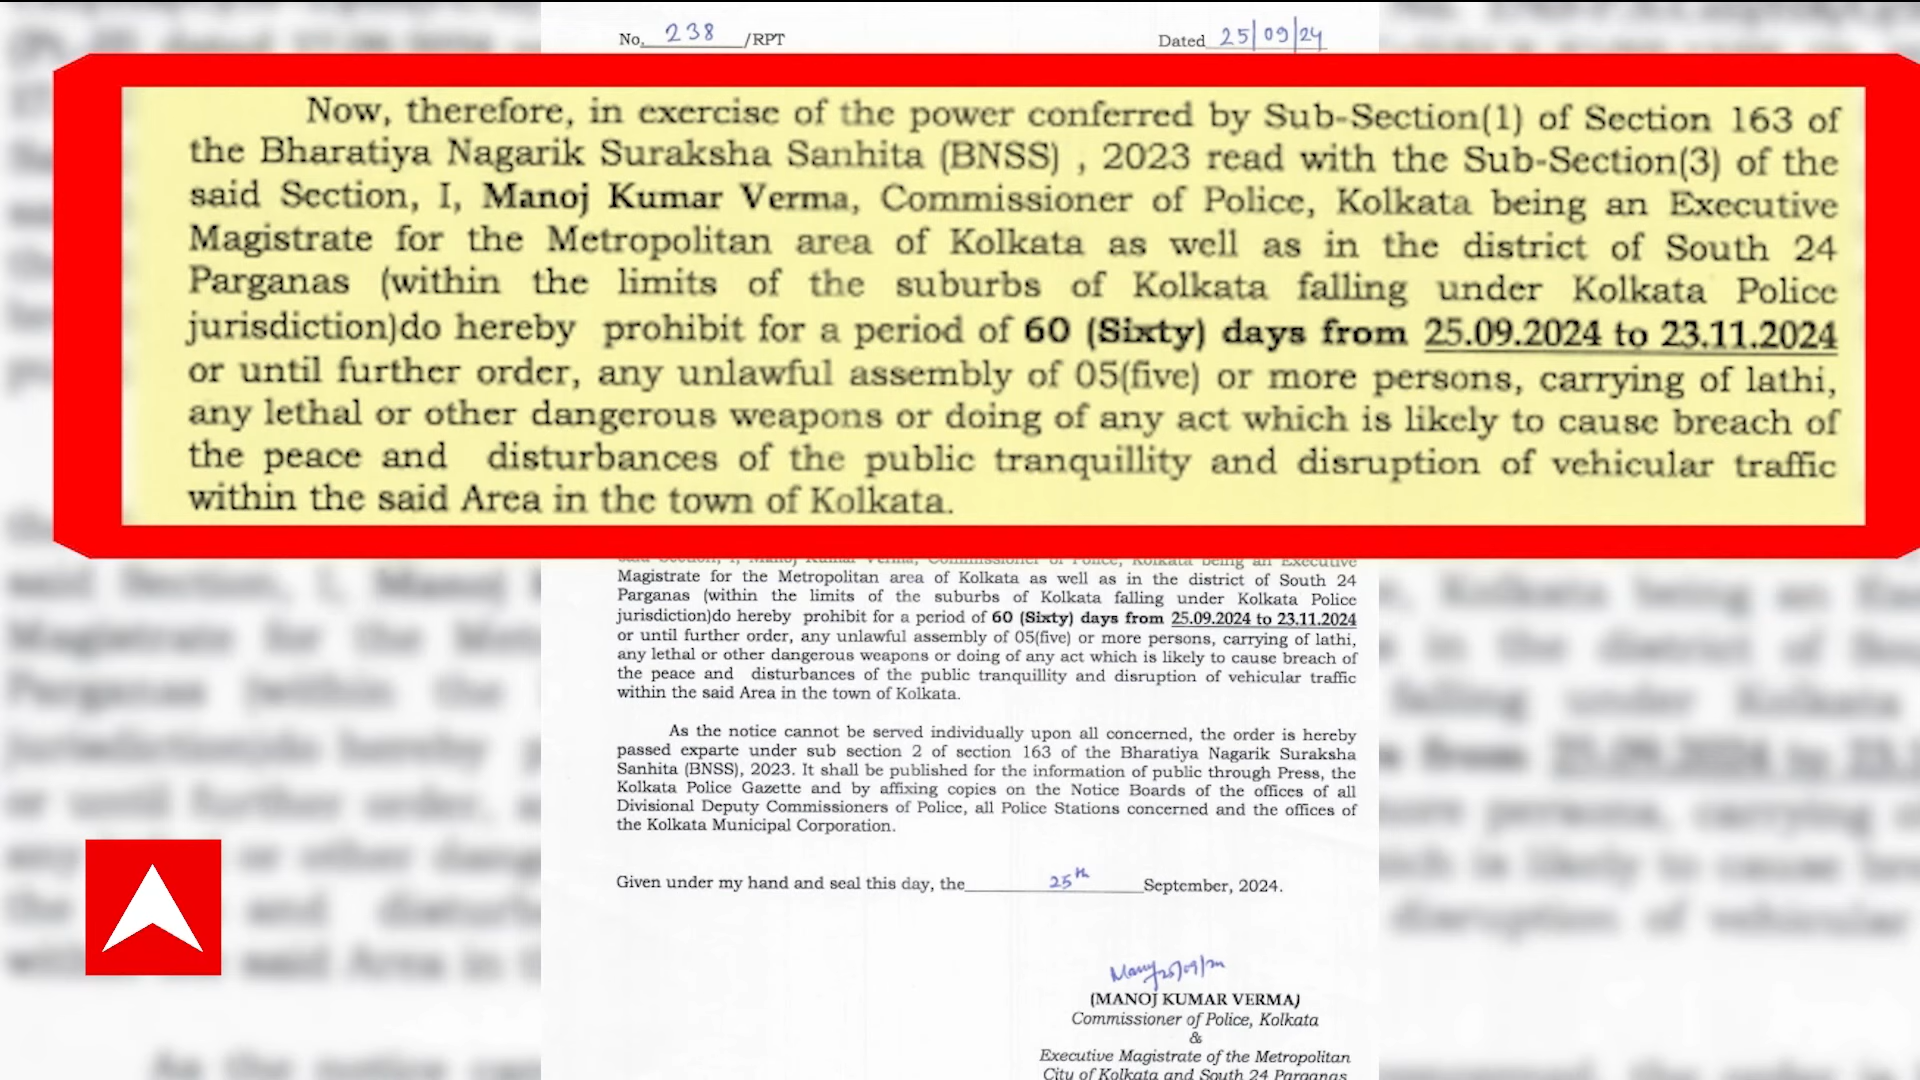 No. 238 /RPT
Dated 25/09/24
Now, therefore, in exercise of the power conferred by Sub-Section(1) of Section 163 of
the Bharatiya Nagarik Suraksha Sanhita (BNSS) , 2023 read with the Sub-Section(3) of the
said Section, I, Manoj Kumar Verma, Commissioner of Police, Kolkata being an Executive
Magistrate for the Metropolitan area of Kolkata as well as in the district of South 24
Parganas (within the limits of the suburbs of Kolkata falling under Kolkata Police
jurisdiction)do hereby prohibit for a period of 60 (Sixty) days from 25.09.2024 to 23.11.2024
or until further order, any unlawful assembly of 05(five) or more persons, carrying of lathi,
any lethal or other dangerous weapons or doing of any act which is likely to cause breach of
the peace and disturbances of the public tranquillity and disruption of vehicular traffic
within the said Area in the town of Kolkata.
said Section, I, Manoj Kumar Verma, Commissioner of Police, Kolkata being an Executive
Magistrate for the Metropolitan area of Kolkata as well as in the district of South 24
Parganas (within the limits of the suburbs of Kolkata falling under Kolkata Police
jurisdiction)do hereby prohibit for a period of 60 (Sixty) days from 25.09.2024 to 23.11.2024
or until further order, any unlawful assembly of 05(five) or more persons, carrying of lathi,
any lethal or other dangerous weapons or doing of any act which is likely to cause breach of
the peace and disturbances of the public tranquillity and disruption of vehicular traffic
within the said Area in the town of Kolkata.
As the notice cannot be served individually upon all concerned, the order is hereby
passed exparte under sub section 2 of section 163 of the Bharatiya Nagarik Suraksha
Sanhita (BNSS), 2023. It shall be published for the information of public through Press, the
Kolkata Police Gazette and by affixing copies on the Notice Boards of the offices of all
Divisional Deputy Commissioners of Police, all Police Stations concerned and the offices of
the Kolkata Municipal Corporation.
Given under my hand and seal this day, the 25th September, 2024.
(MANOJ KUMAR VERMA)
Commissioner of Police, Kolkata
&
Executive Magistrate of the Metropolitan
City of Kolkata and South 24 Parganas